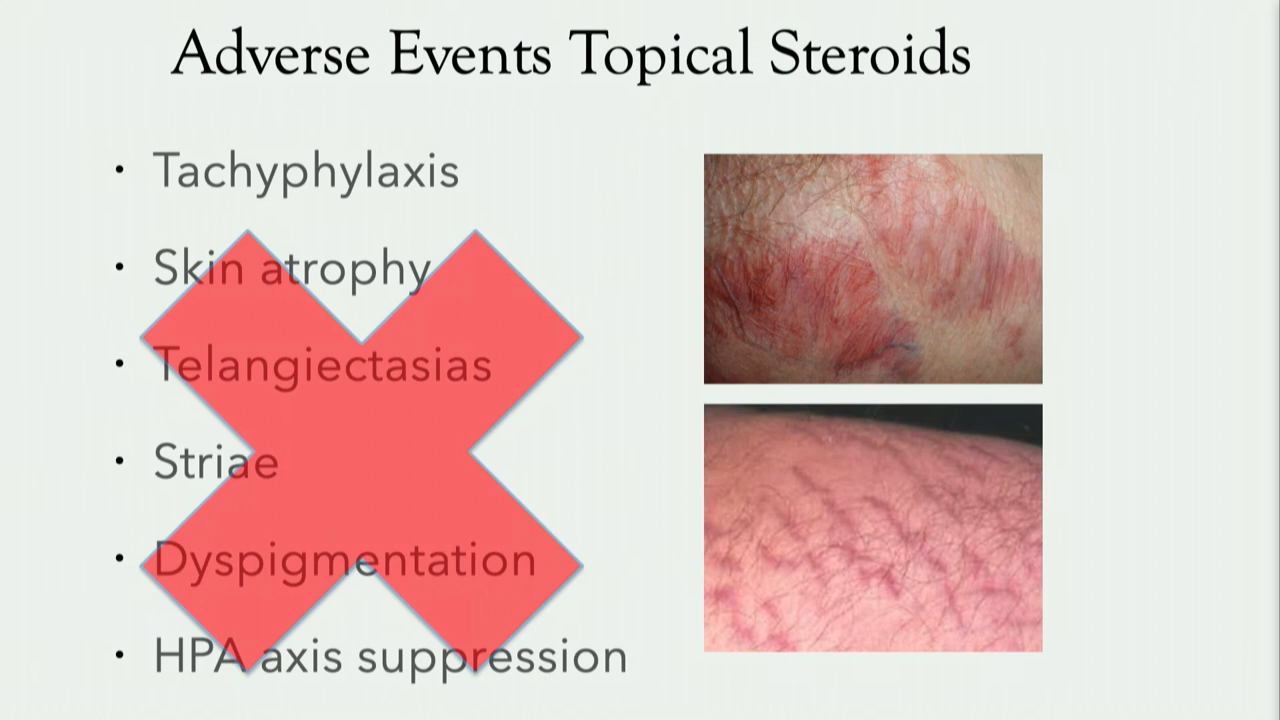 Adverse Events Topical Steroids
• Tachyphylaxis
• Skin atrophy
• Telangiectasias
• Striae
• Dyspigmentation
• HPA axis suppression